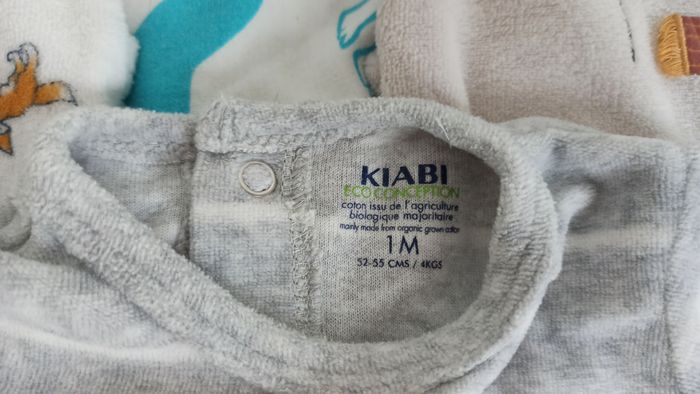 KIABI
ECO CONCEPTION
coton issu de l'agriculture
biologique majoritaire
mainly made from organic grown cotton
1M
52-55 CMS / 4KGS